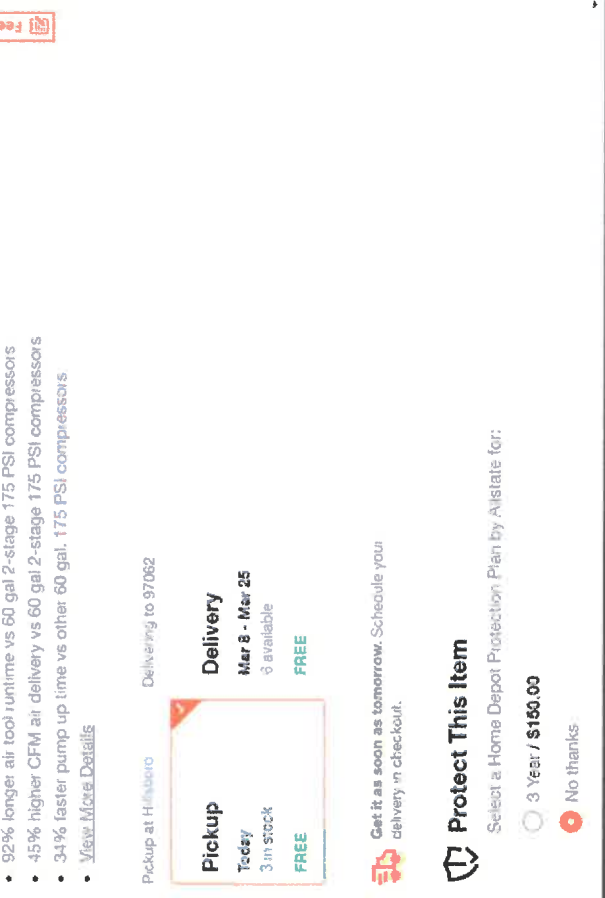 Fee
• 92% longer air tool runtime vs 60 gal 2-stage 175 PSI compressors
• 45% higher CFM air delivery vs 60 gal 2-stage 175 PSI compressors
• 34% faster pump up time vs other 60 gal. 175 PSI compressors
• View More Details
Pickup at Hillsboro
Delivering to 97062
Pickup
Today
3 in stock
FREE
Delivery
Mar 8 - Mar 25
6 available
FREE
Get it as soon as tomorrow. Schedule your
delivery in checkout.
Protect This Item
Select a Home Depot Protection Plan by Allstate for:
3 Year / $150.00
No thanks